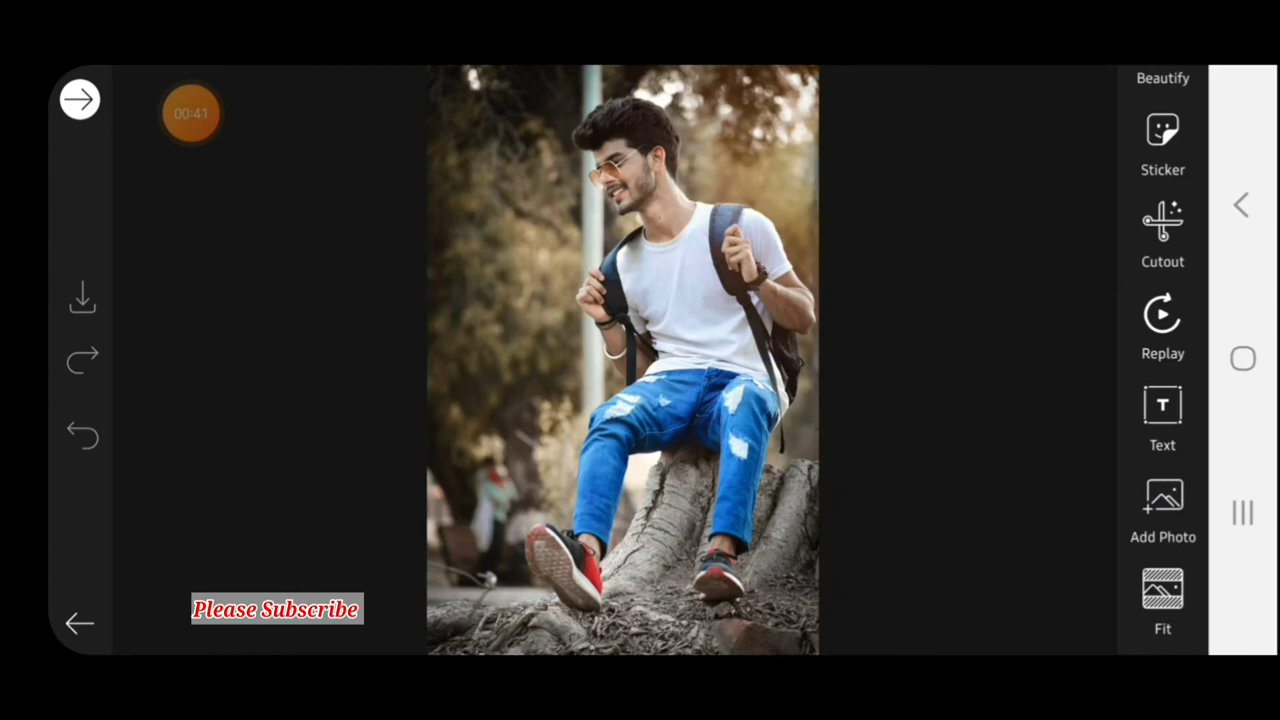 00:41
Beautify
Sticker
Cutout
Replay
Text
Add Photo
Fit
Please Subscribe